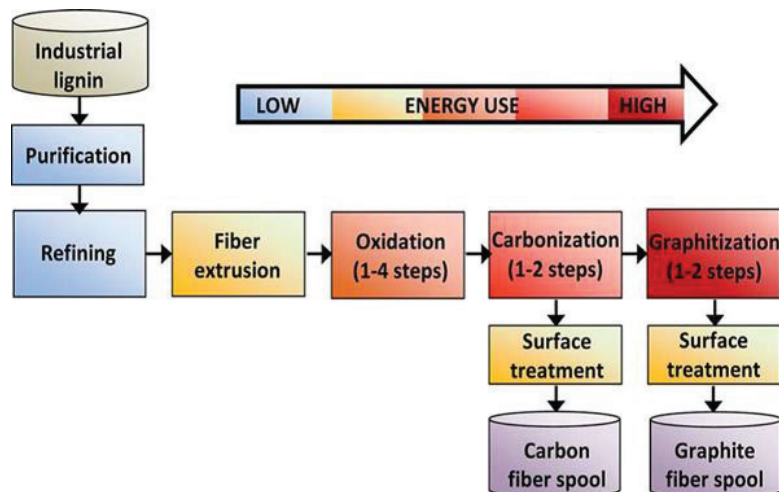 Industrial
lignin
LOW ENERGY USE HIGH
Purification
Refining
Fiber
extrusion
Oxidation
(1-4 steps)
Carbonization
(1-2 steps)
Graphitization
(1-2 steps)
Surface
treatment
Surface
treatment
Carbon
fiber spool
Graphite
fiber spool